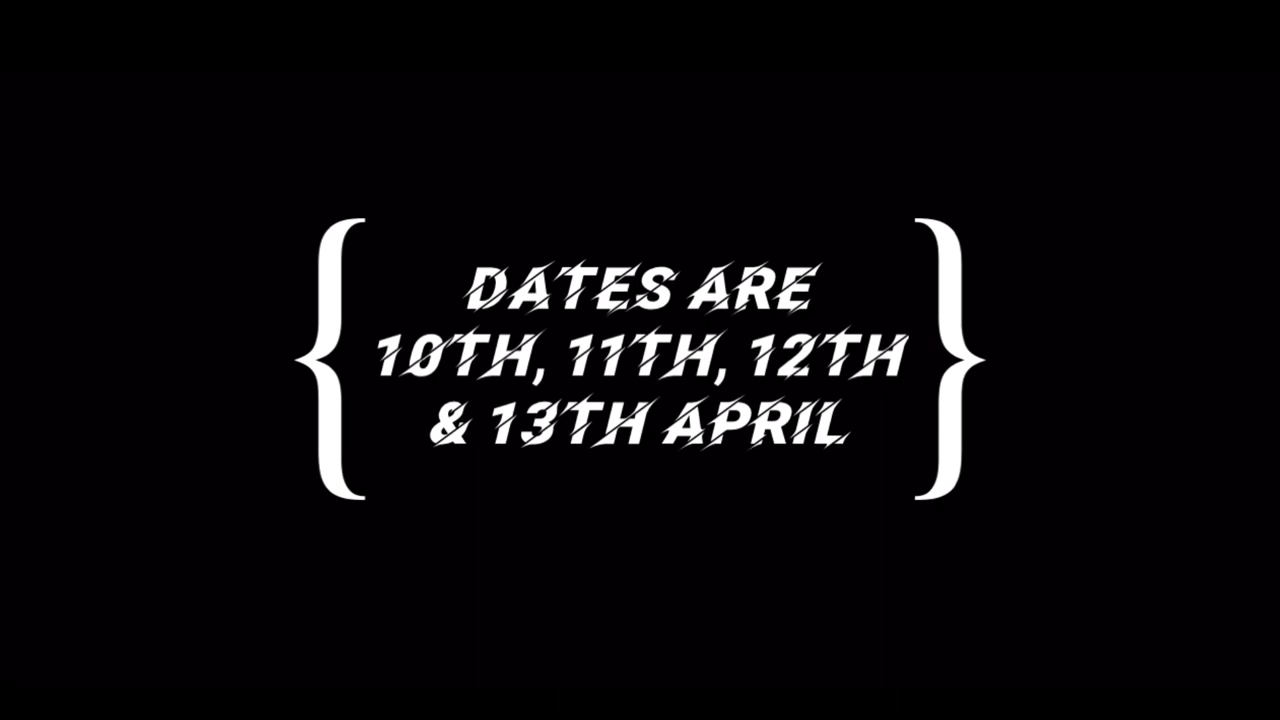 { DATES ARE
10TH, 11TH, 12TH
& 13TH APRIL }